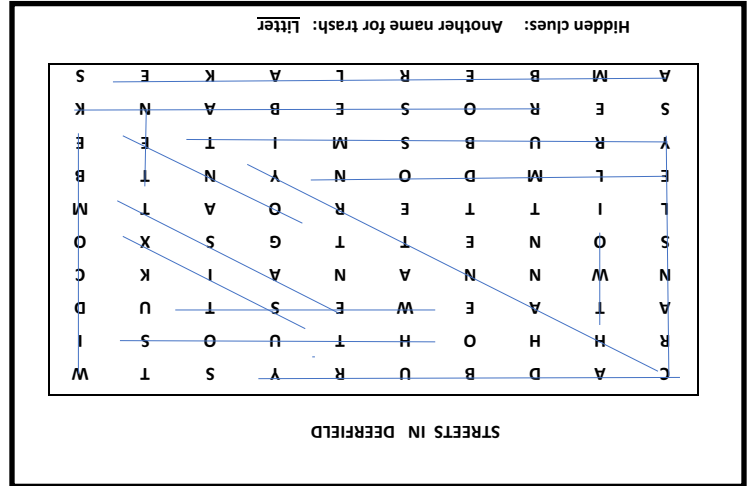 STREETS IN DEERFIELD
C A D B U R Y S T W
R H H O H T U O S I
A T A E W E S T U D
N W N N A N A I K C
S O N E T T G S X O
L I T T E R O A T M
E L M D O N Y N T B
Y R U B S M I T E E
S E R O S E B A N K
A M B E R L A K E S
Hidden clues: Another name for trash: Litter